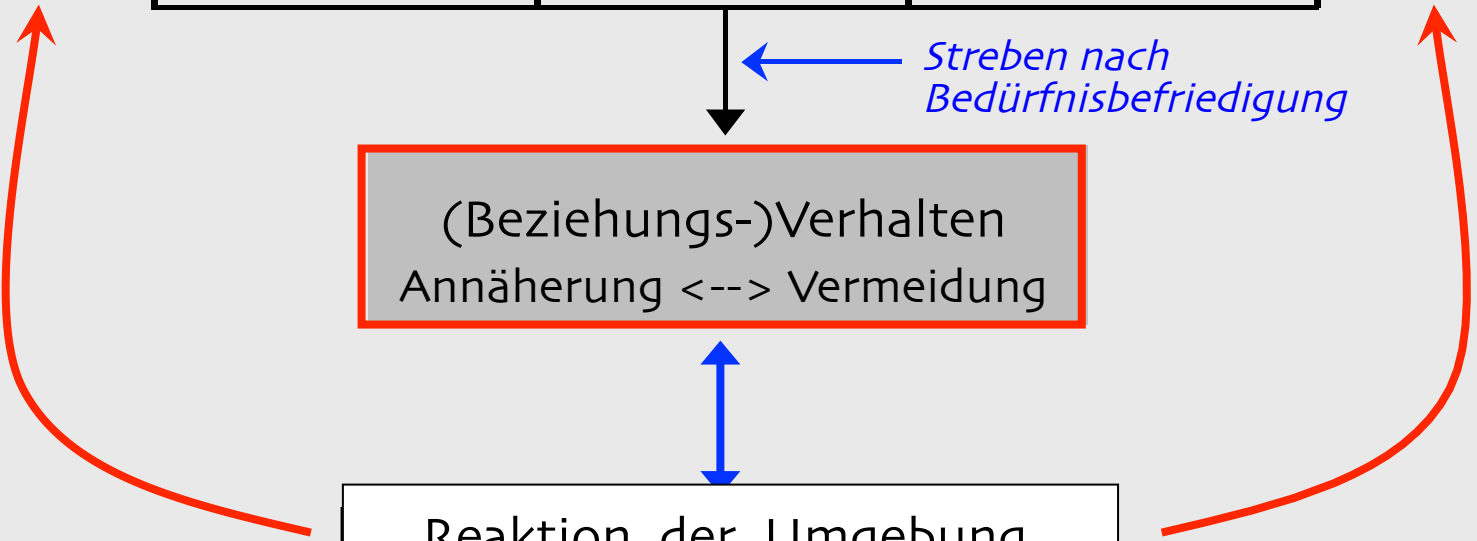 Streben nach
Bedürfnisbefriedigung
(Beziehungs-)Verhalten
Annäherung <--> Vermeidung
Reaktion der Umgebung